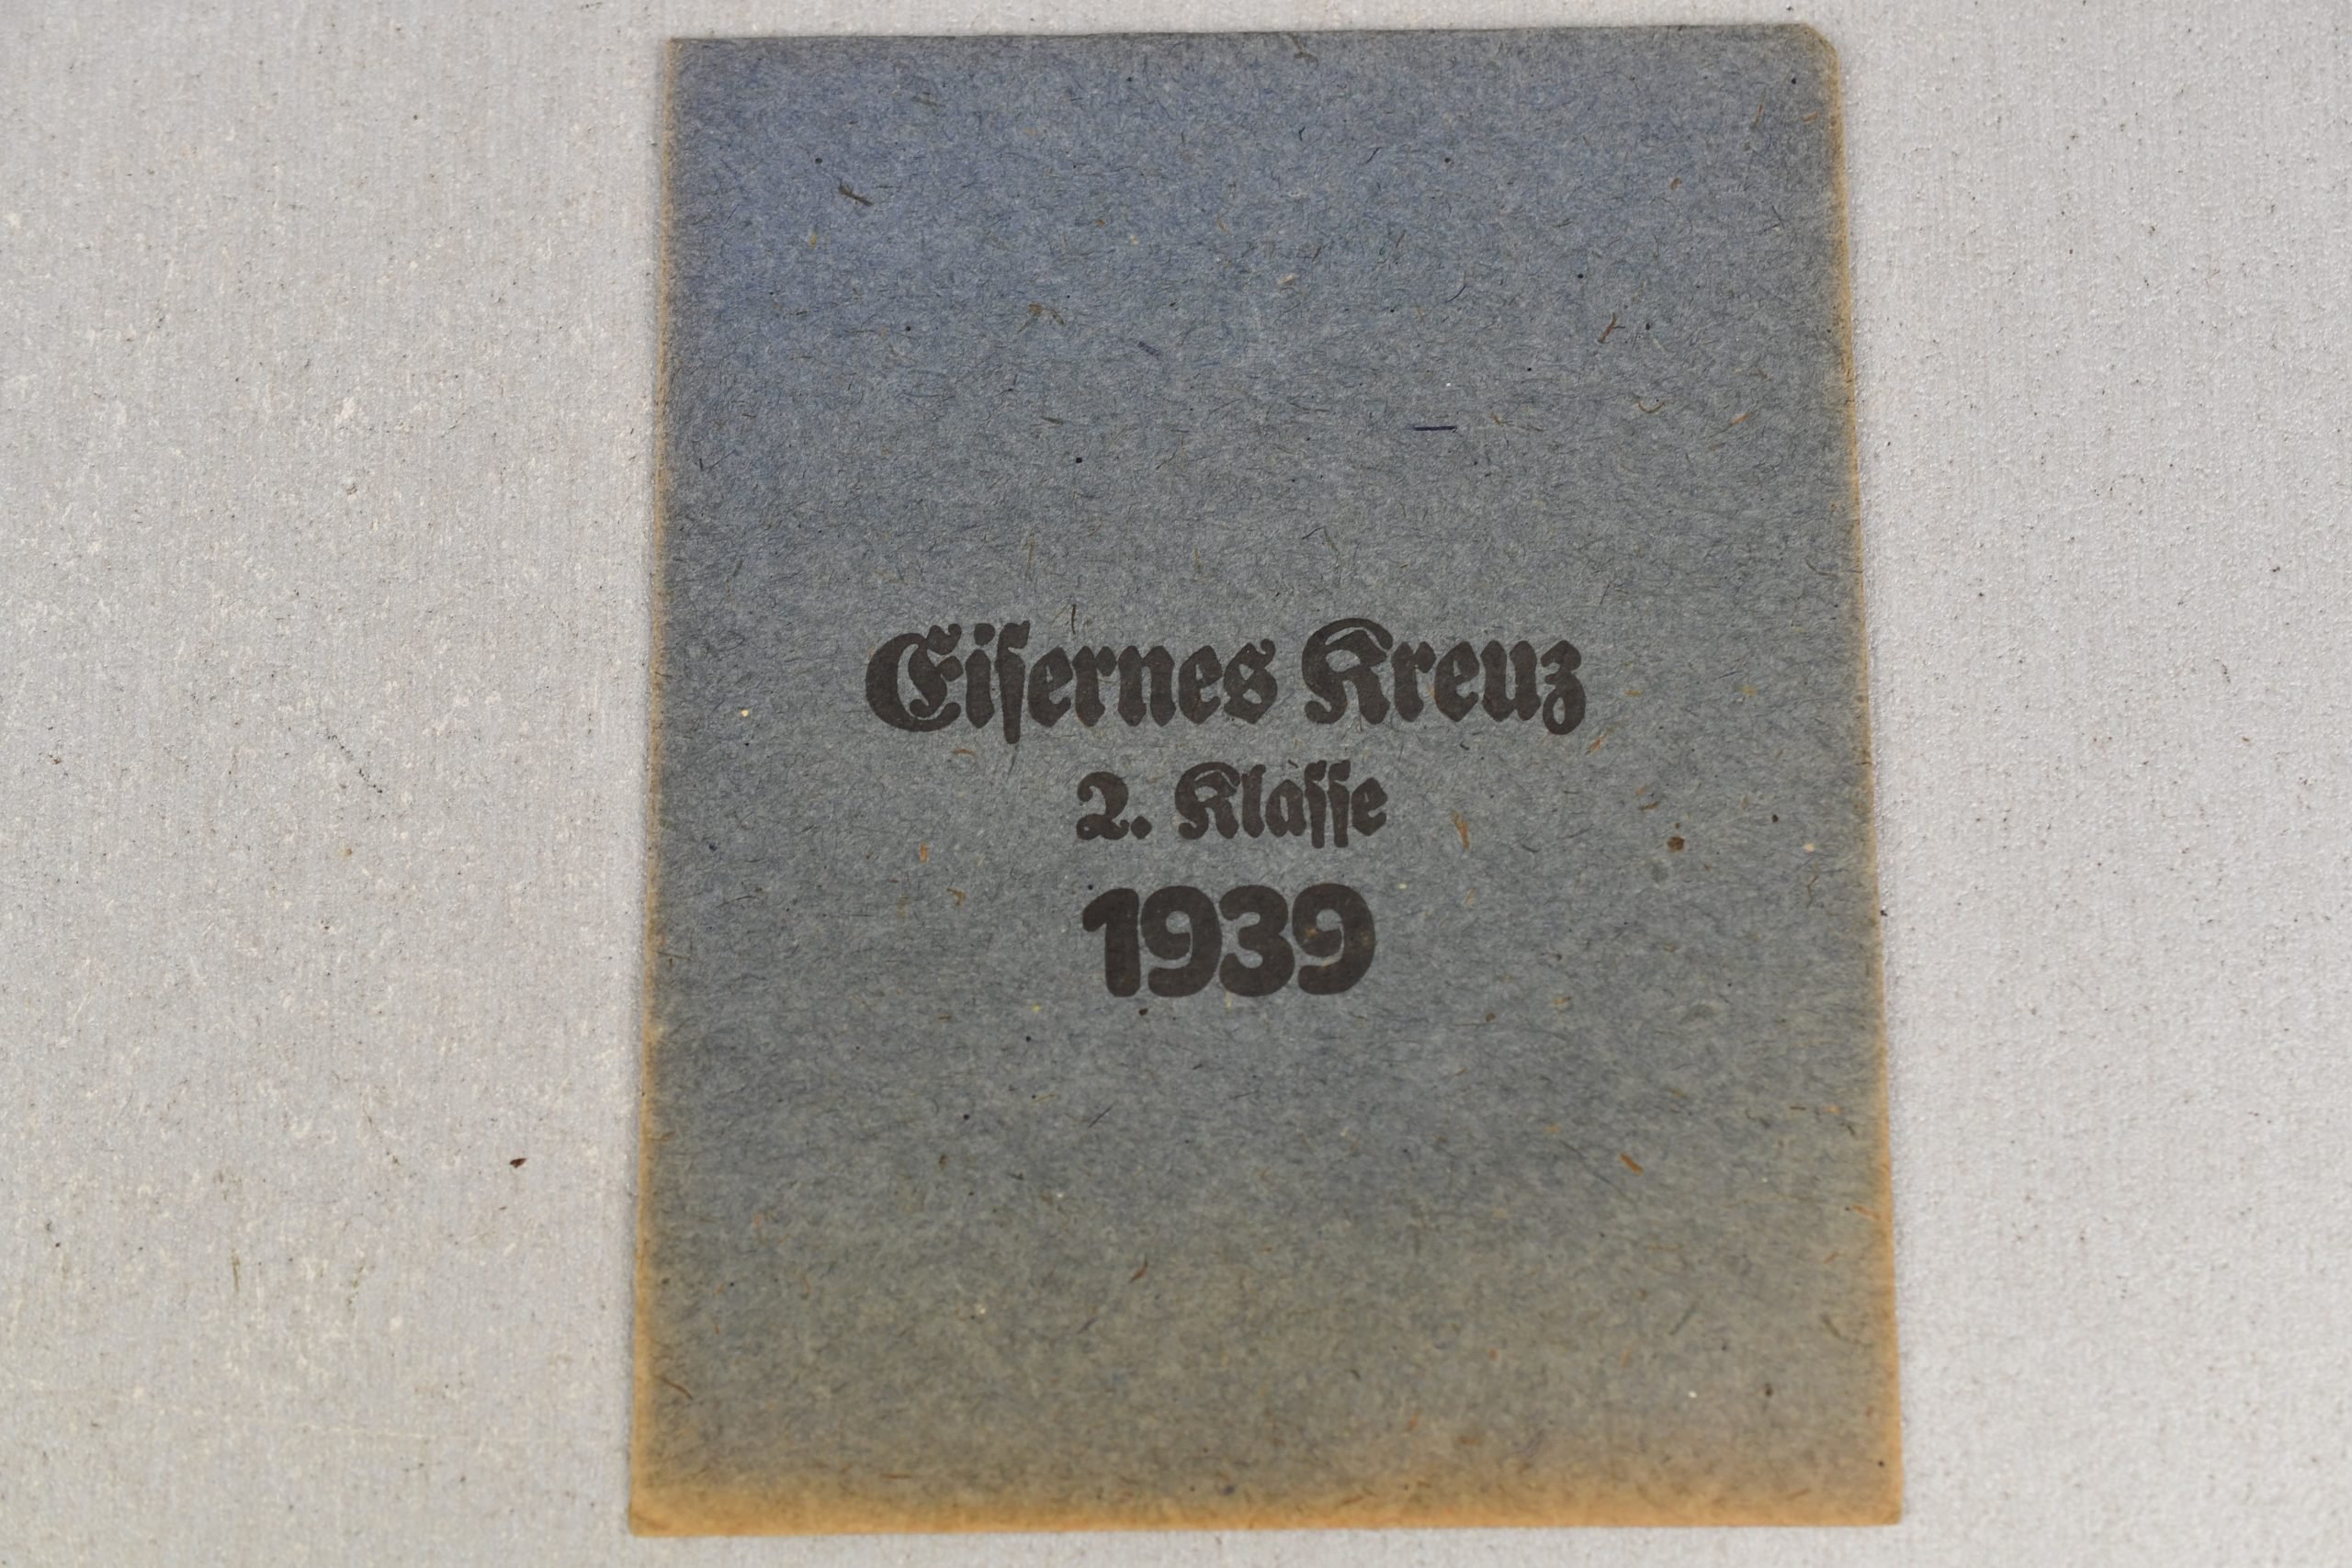 Eiſernes Kreuz
2. Klaſſe
1939